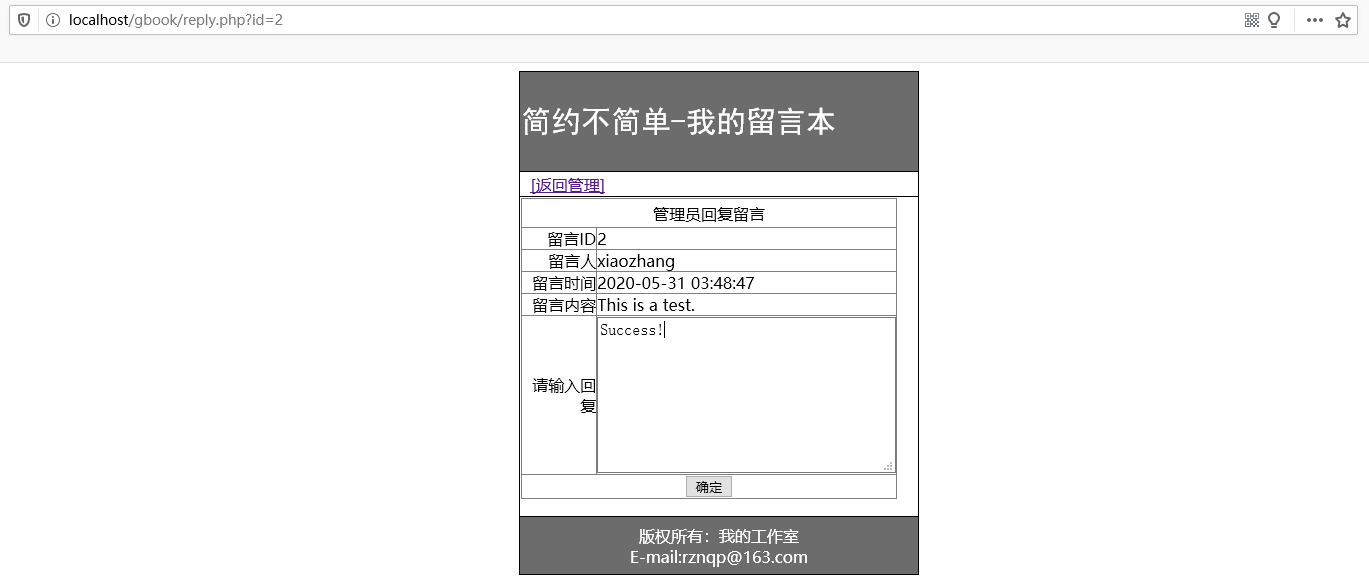 localhost/gbook/reply.php?id=2
简约不简单-我的留言本
[返回管理]
管理员回复留言
留言ID 2
留言人 xiaozhang
留言时间 2020-05-31 03:48:47
留言内容 This is a test.
Success!
请输入回
复
确定
版权所有：我的工作室
E-mail:rznqp@163.com